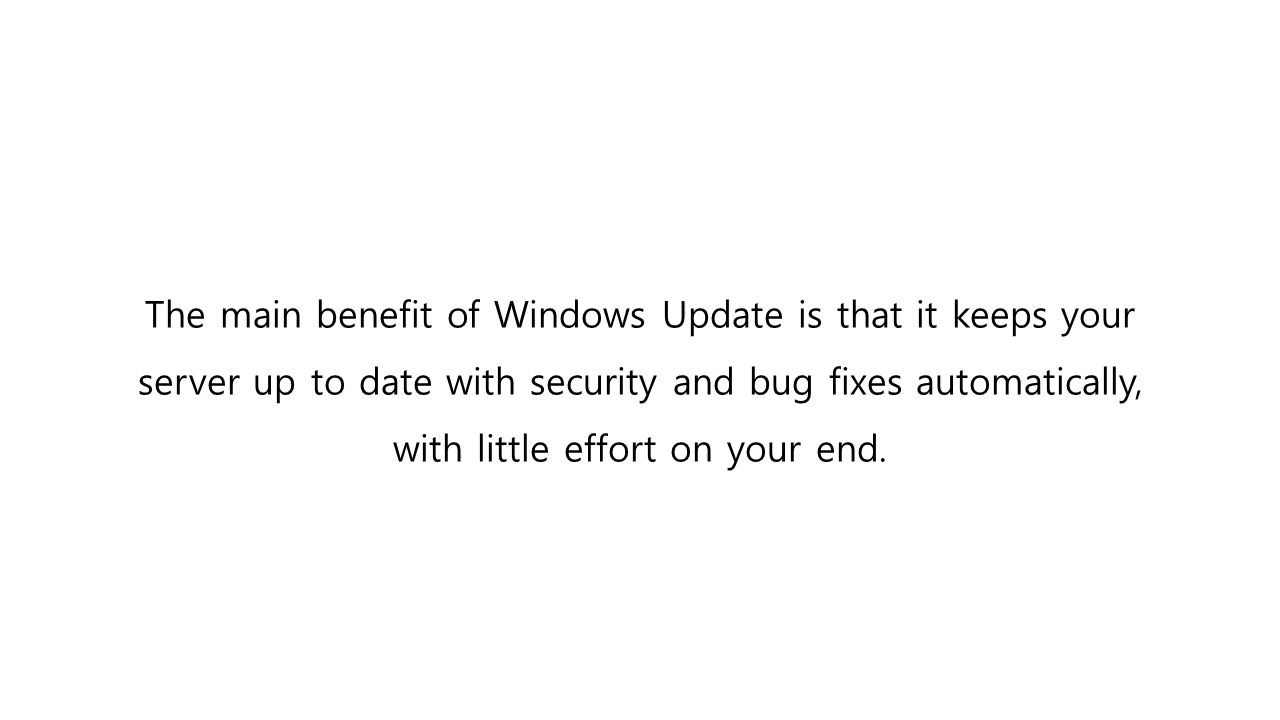 The main benefit of Windows Update is that it keeps your
server up to date with security and bug fixes automatically,
with little effort on your end.